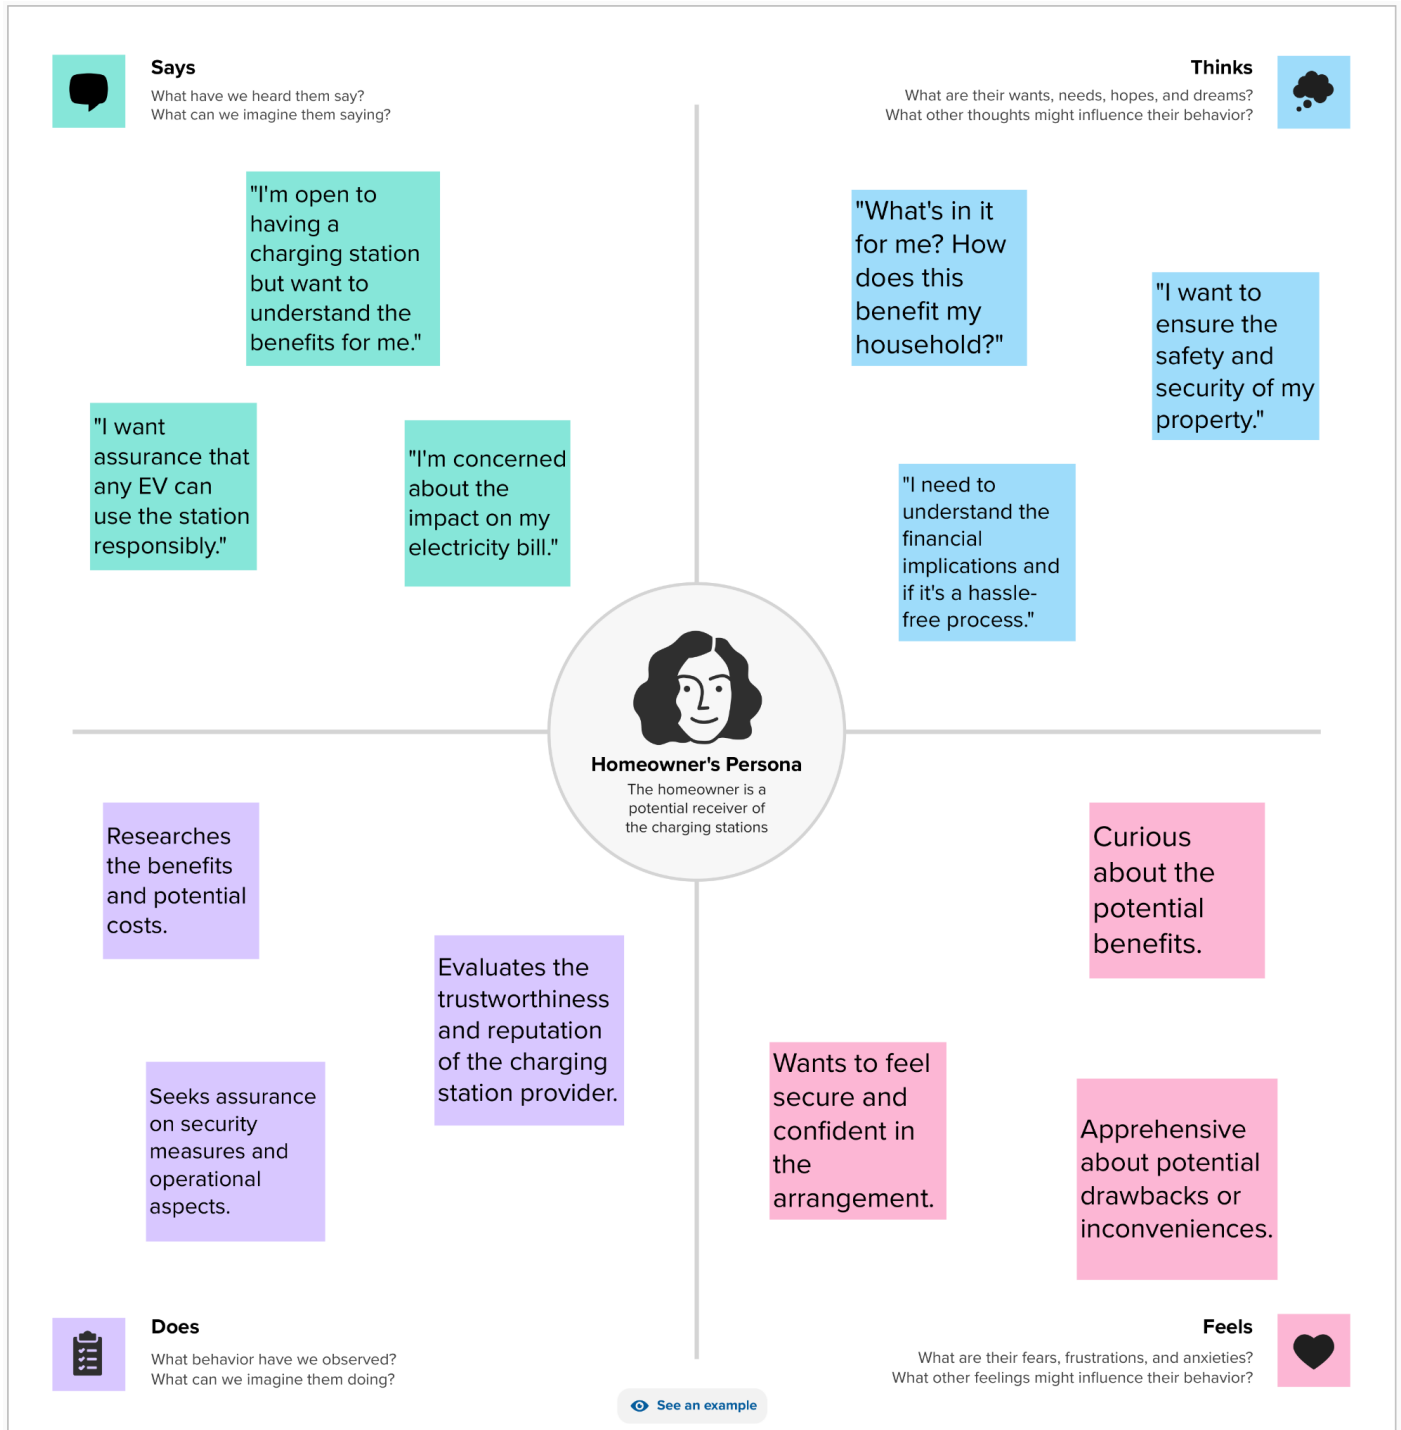 Says
What have we heard them say?
What can we imagine them saying?
"I'm open to
having a
charging station
but want to
understand the
benefits for me."
"I want
assurance that
any EV can
use the station
responsibly."
"I'm concerned
about the
impact on my
electricity bill."
Thinks
What are their wants, needs, hopes, and dreams?
What other thoughts might influence their behavior?
"What's in it
for me? How
does this
benefit my
household?"
"I want to
ensure the
safety and
security of my
property."
"I need to
understand the
financial
implications and
if it's a hassle-
free process."
Homeowner's Persona
The homeowner is a
potential receiver of
the charging stations
Researches
the benefits
and potential
costs.
Evaluates the
trustworthiness
and reputation
of the charging
station provider.
Seeks assurance
on security
measures and
operational
aspects.
Does
What behavior have we observed?
What can we imagine them doing?
Curious
about the
potential
benefits.
Wants to feel
secure and
confident in
the
arrangement.
Apprehensive
about potential
drawbacks or
inconveniences.
Feels
What are their fears, frustrations, and anxieties?
What other feelings might influence their behavior?
See an example